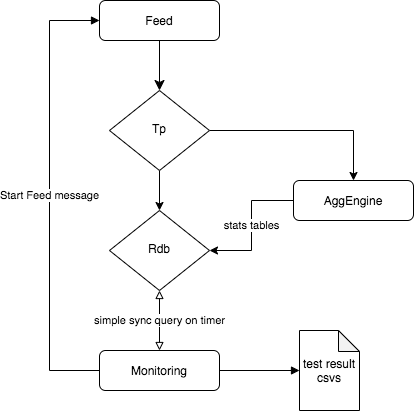 Feed
Tp
Start Feed message
AggEngine
stats tables
Rdb
simple sync query on timer
Monitoring
test result
csvs